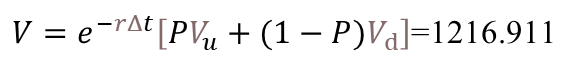 V = e^{−rΔt}[PV_u + (1 − P)V_d]=1216.911